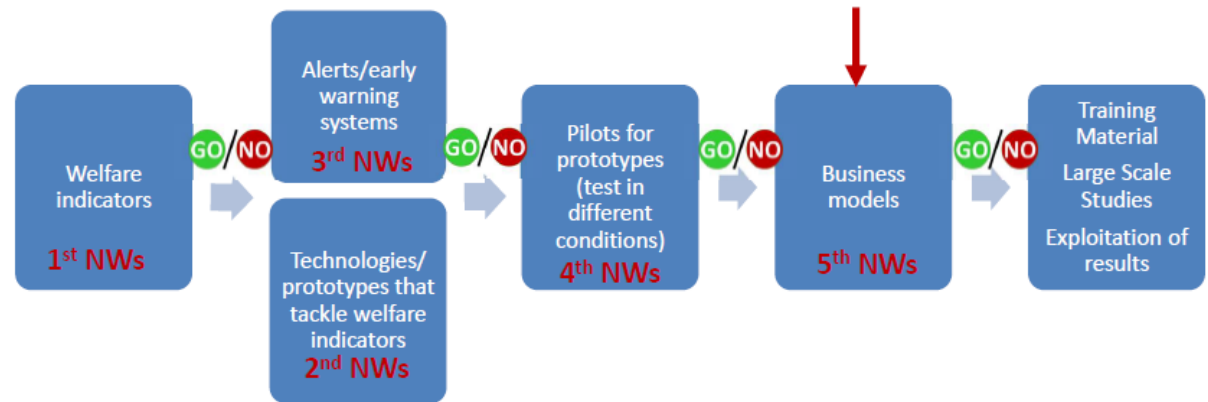 Welfare
indicators
1st NWs
GO/NO
Alerts/early
warning
systems
3rd NWs
Technologies/
prototypes that
tackle welfare
indicators
2nd NWs
GO/NO
Pilots for
prototypes
(test in
different
conditions)
4th NWs
GO/NO
Business
models
5th NWs
GO/NO
Training
Material
Large Scale
Studies
Exploitation of
results